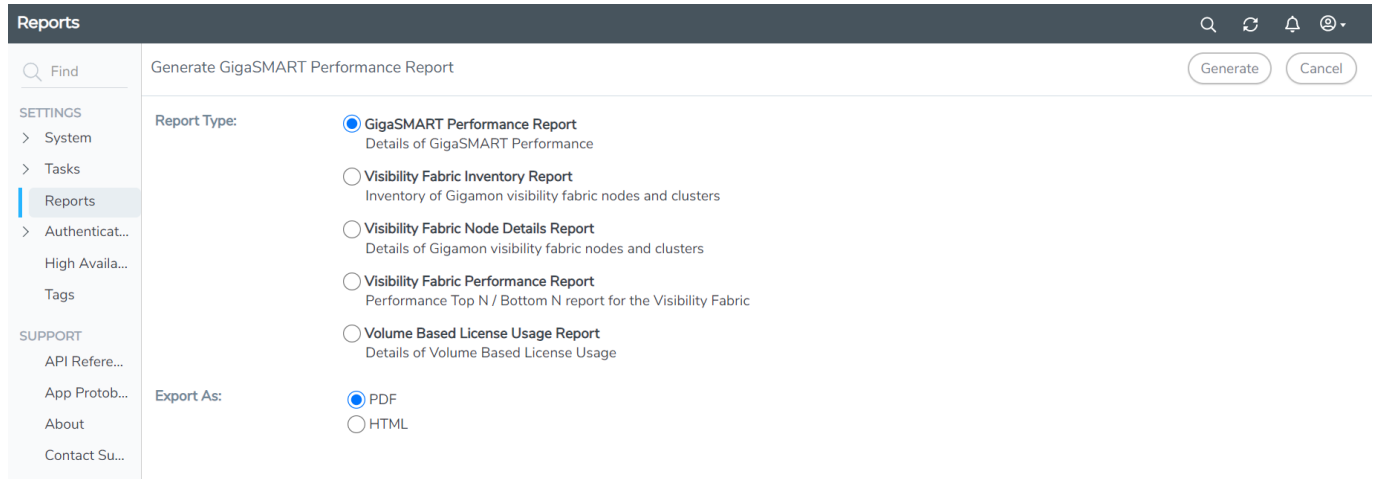 Reports
Find
Generate GigaSMART Performance Report
Generate
Cancel
SETTINGS
System
Tasks
Reports
Authenticat...
High Availa...
Tags
SUPPORT
API Refere...
App Protob...
About
Contact Su...
Report Type:
GigaSMART Performance Report
Details of GigaSMART Performance
Visibility Fabric Inventory Report
Inventory of Gigamon visibility fabric nodes and clusters
Visibility Fabric Node Details Report
Details of Gigamon visibility fabric nodes and clusters
Visibility Fabric Performance Report
Performance Top N / Bottom N report for the Visibility Fabric
Volume Based License Usage Report
Details of Volume Based License Usage
Export As:
PDF
HTML